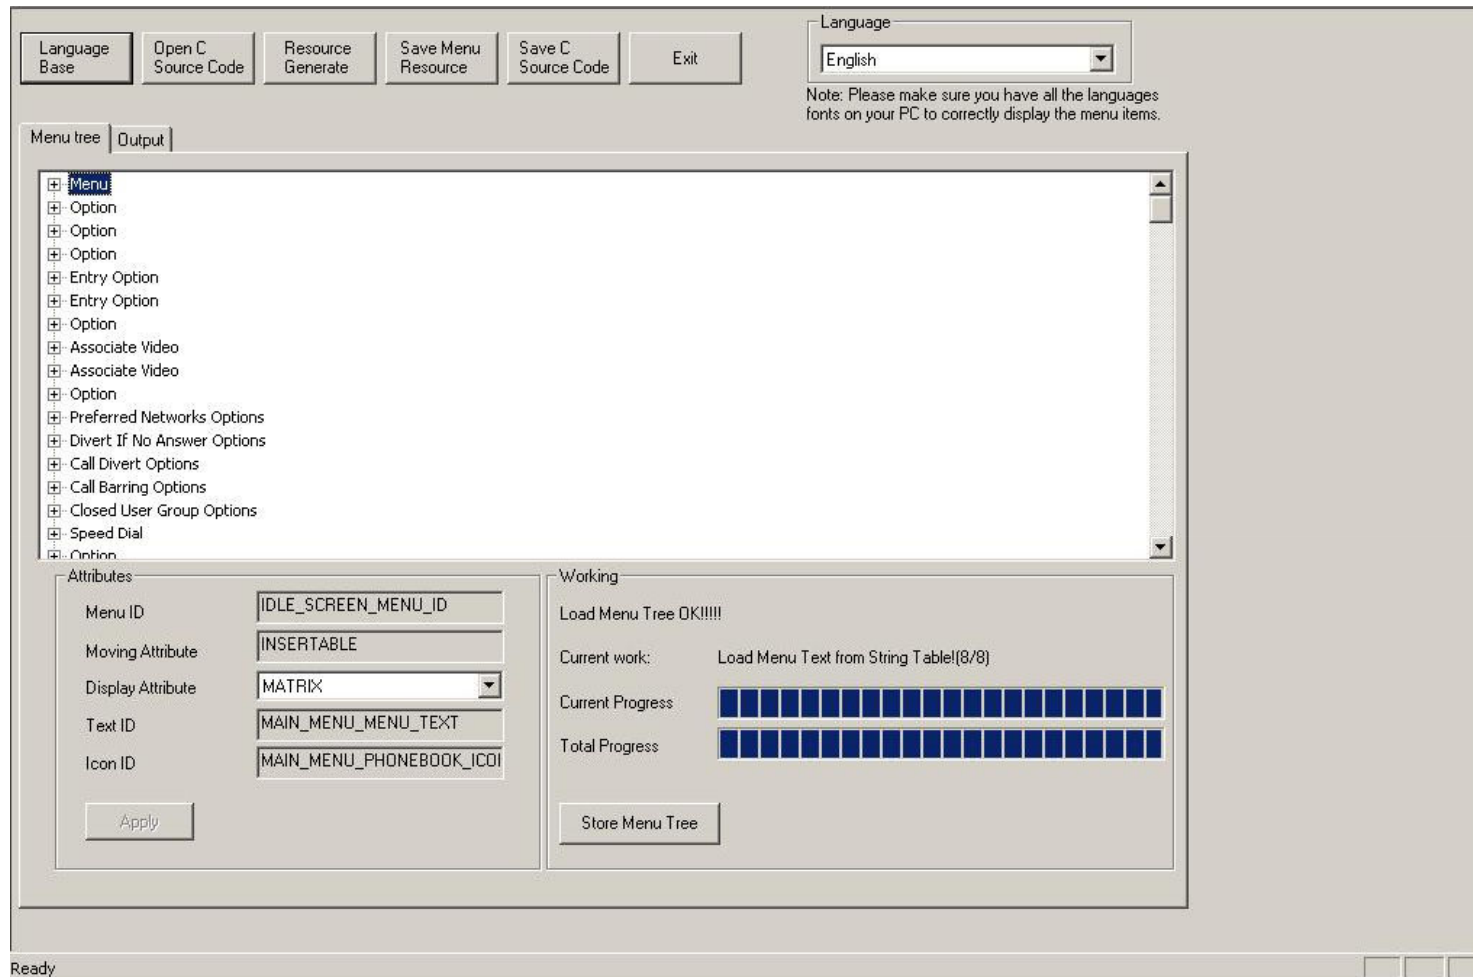 Language
Base
Open C
Source Code
Resource
Generate
Save Menu
Resource
Save C
Source Code
Exit
Language
English
Note: Please make sure you have all the languages
fonts on your PC to correctly display the menu items.
Menu tree
Output
Menu
Option
Option
Option
Entry Option
Entry Option
Option
Associate Video
Associate Video
Option
Preferred Networks Options
Divert If No Answer Options
Call Divert Options
Call Barring Options
Closed User Group Options
Speed Dial
Option
Attributes
Menu ID
IDLE_SCREEN_MENU_ID
Moving Attribute
INSERTABLE
Display Attribute
MATRIX
Text ID
MAIN_MENU_MENU_TEXT
Icon ID
MAIN_MENU_PHONEBOOK_ICO
Apply
Working
Load Menu Tree OK!!!!!
Current work: Load Menu Text from String Table!(8/8)
Current Progress
Total Progress
Store Menu Tree
Ready